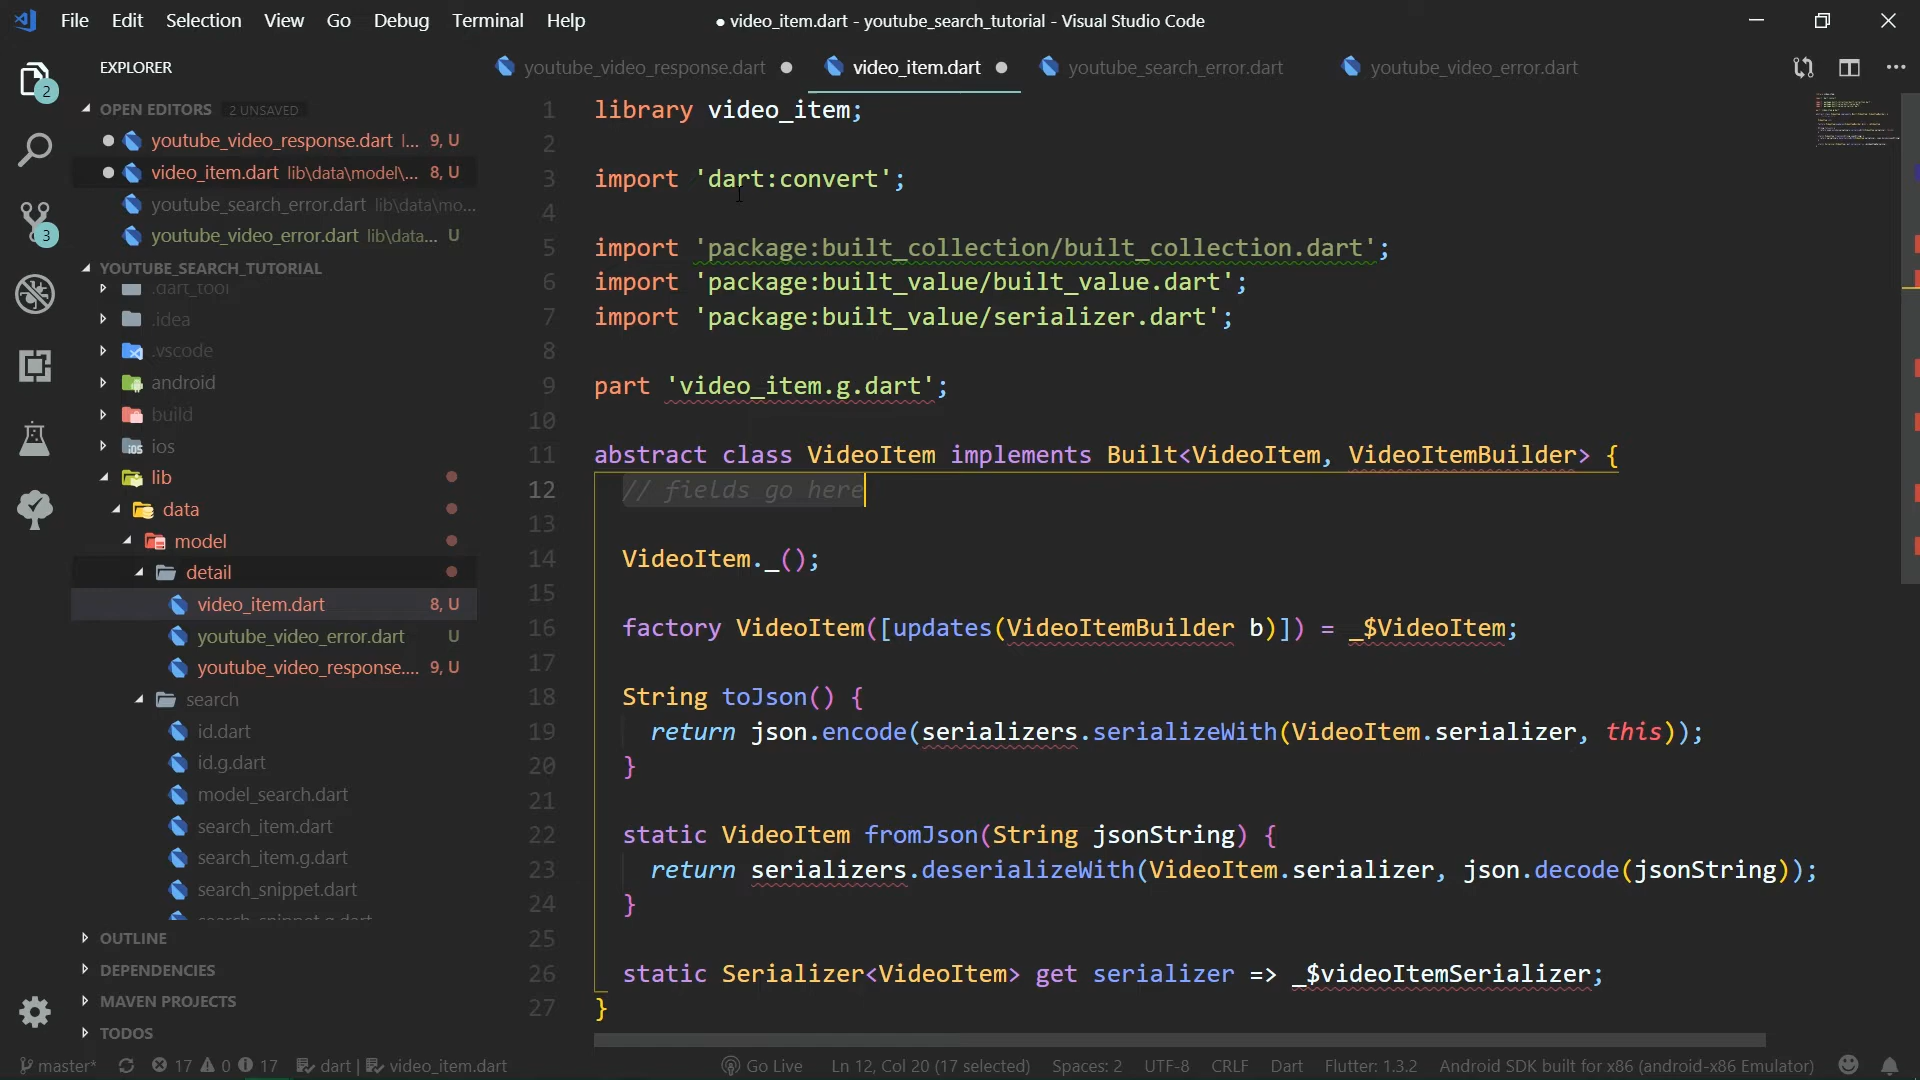 File Edit Selection View Go Debug Terminal Help
● video_item.dart - youtube_search_tutorial - Visual Studio Code
EXPLORER
2
3
OPEN EDITORS 2 UNSAVED
youtube_video_response.dart l... 9, U
video_item.dart lib\data\model\... 8, U
youtube_search_error.dart lib\data\mo...
youtube_video_error.dart lib\data... U
YOUTUBE_SEARCH_TUTORIAL
.dart_tool
.idea
.vscode
android
build
ios
lib
data
model
detail
video_item.dart 8, U
youtube_video_error.dart U
youtube_video_response.... 9, U
search
id.dart
id.g.dart
model_search.dart
search_item.dart
search_item.g.dart
search_snippet.dart
search_snippet.g.dart
OUTLINE
DEPENDENCIES
MAVEN PROJECTS
TODOS
youtube_video_response.dart video_item.dart youtube_search_error.dart youtube_video_error.dart
1 library video_item;
2
3 import 'dart:convert';
4
5 import 'package:built_collection/built_collection.dart';
6 import 'package:built_value/built_value.dart';
7 import 'package:built_value/serializer.dart';
8
9 part 'video_item.g.dart';
10
11 abstract class VideoItem implements Built<VideoItem, VideoItemBuilder> {
12 // fields go here
13
14 VideoItem._();
15
16 factory VideoItem([updates(VideoItemBuilder b)]) = _$VideoItem;
17
18 String toJson() {
19 return json.encode(serializers.serializeWith(VideoItem.serializer, this));
20 }
21
22 static VideoItem fromJson(String jsonString) {
23 return serializers.deserializeWith(VideoItem.serializer, json.decode(jsonString));
24 }
25
26 static Serializer<VideoItem> get serializer => _$videoItemSerializer;
27 }
master* 17 0 17 dart | video_item.dart Go Live Ln 12, Col 20 (17 selected) Spaces: 2 UTF-8 CRLF Dart Flutter: 1.3.2 Android SDK built for x86 (android-x86 Emulator)